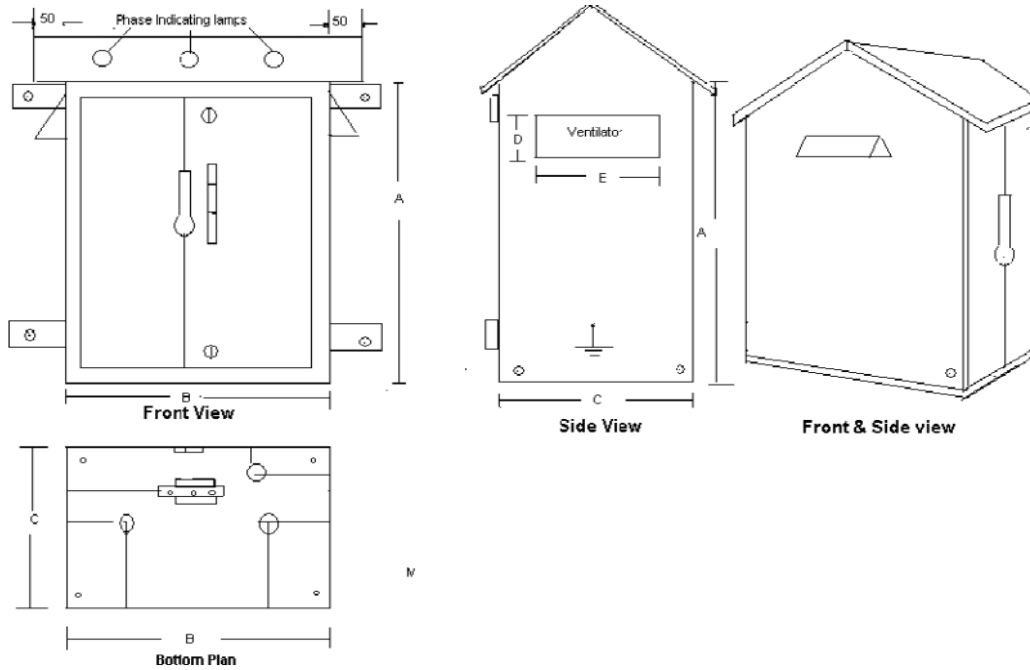 50
Phase Indicating lamps
50
A
B
Front View
Ventilator
D
E
A
C
Side View
Front & Side view
C
M
B
Bottom Plan